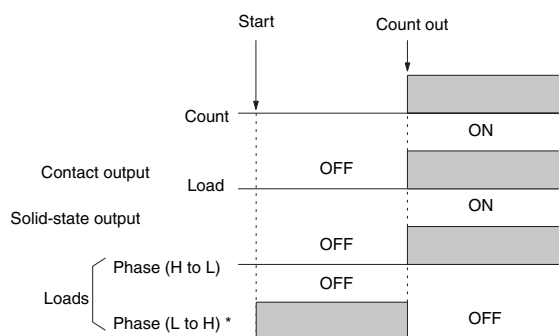 Start
Count out
Count
ON
Contact output
OFF
Load
ON
Solid-state output
OFF
Phase (H to L)
OFF
Loads
Phase (L to H) *
OFF